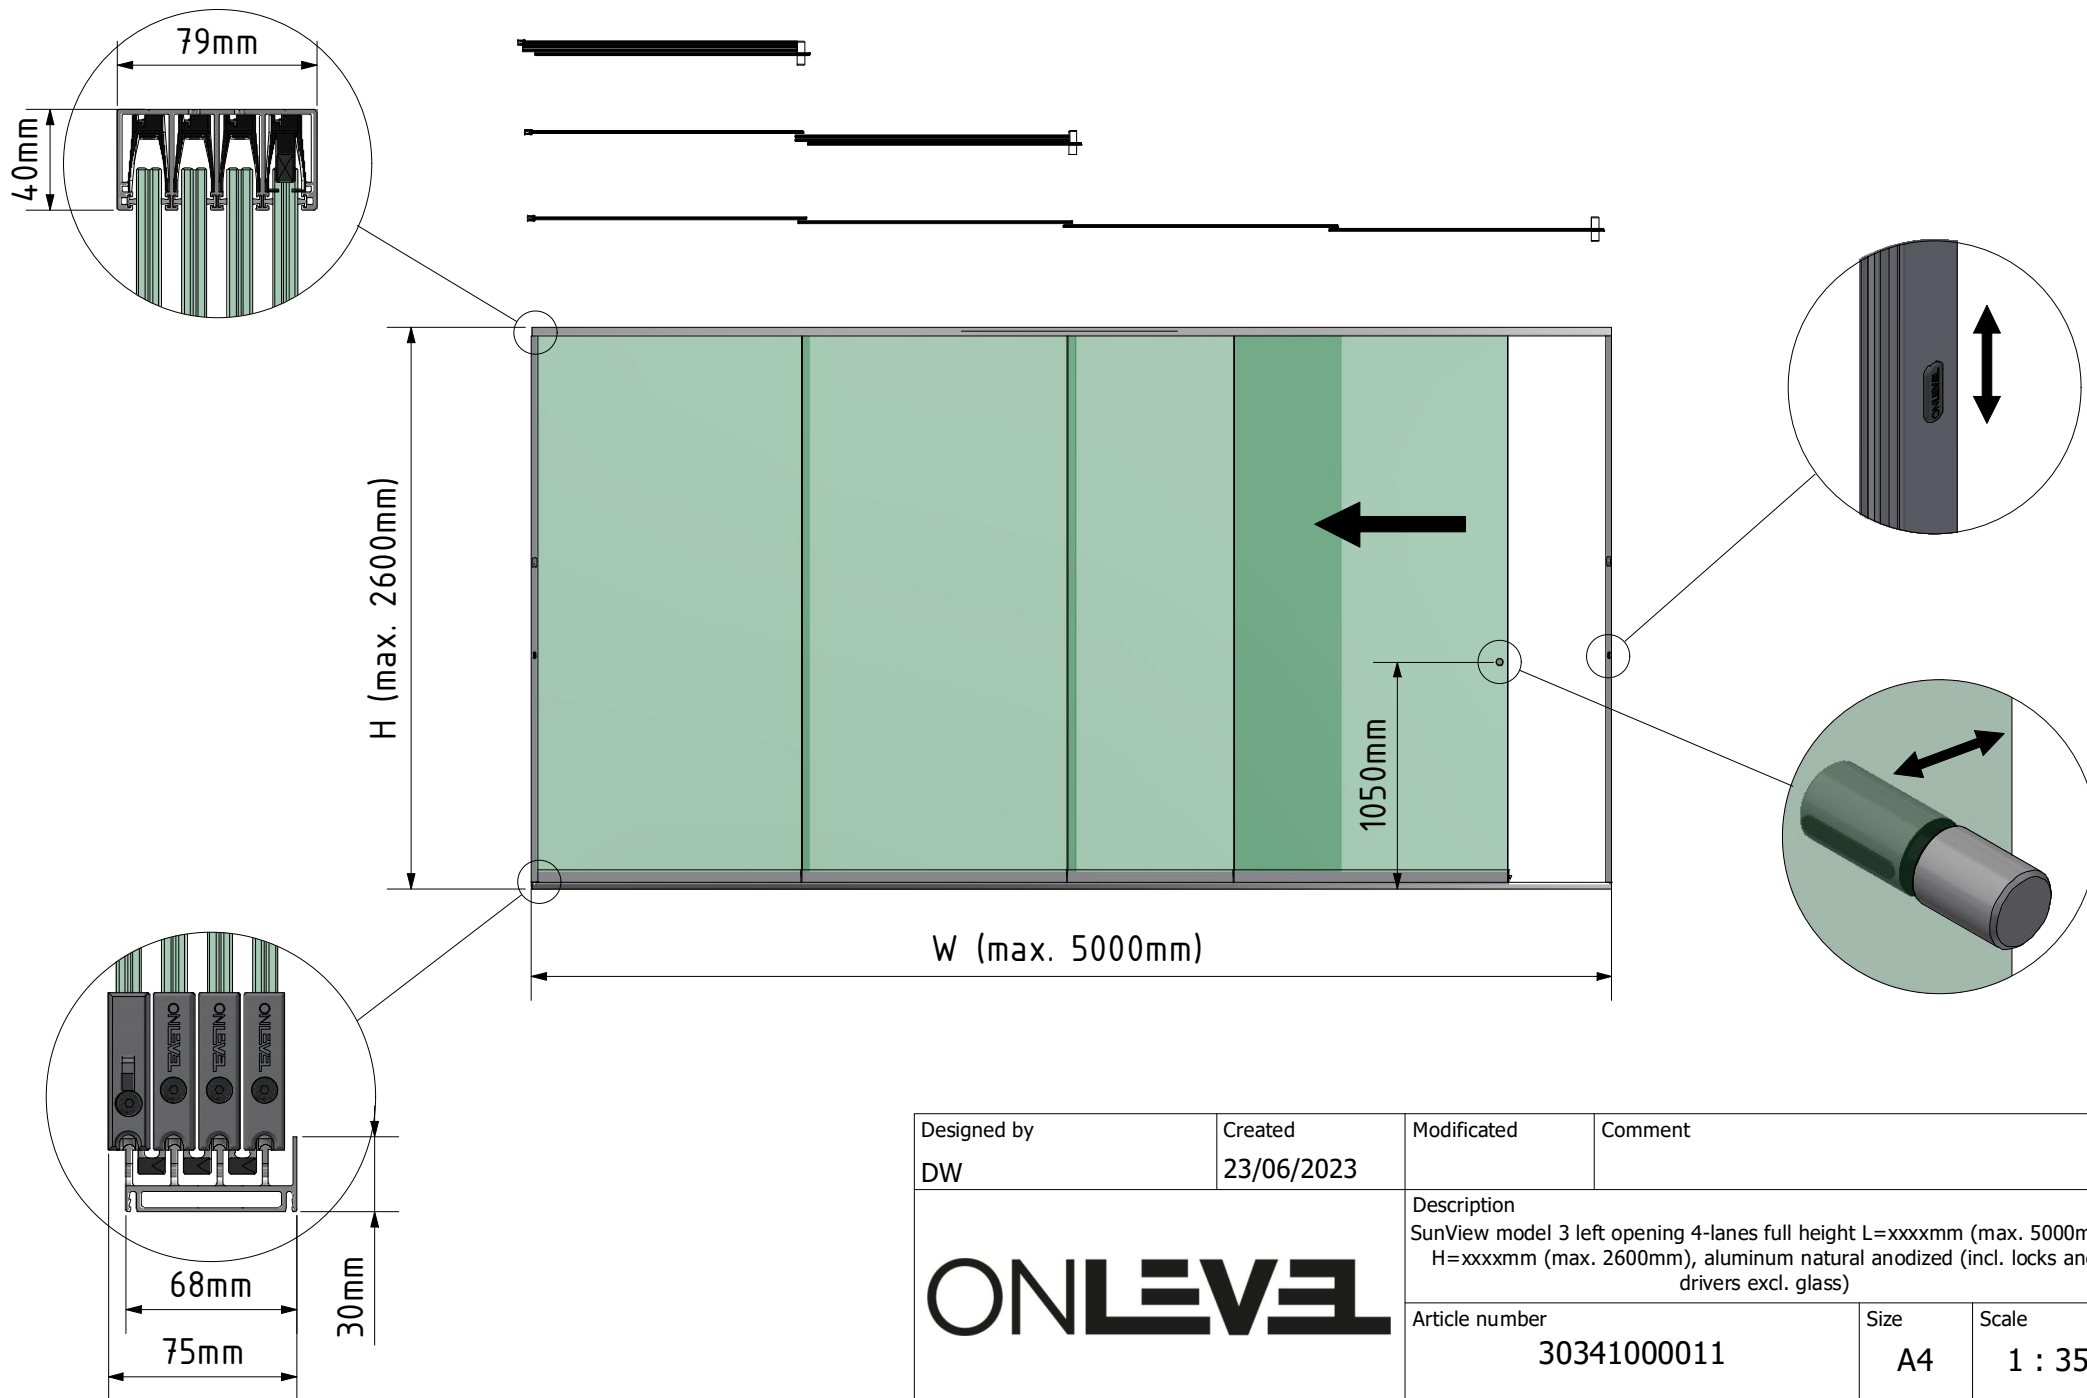 79mm
40mm
H (max. 2600mm)
1050mm
W (max. 5000mm)
ONLEVEL
ONLEVEL
ONLEVEL
ONLEVEL
68mm
75mm
30mm
Designed by
DW
Created
23/06/2023
Modificated
Comment
ONLEVEL
Description
SunView model 3 left opening 4-lanes full height L=xxxxmm (max. 5000m
H=xxxxmm (max. 2600mm), aluminum natural anodized (incl. locks and
drivers excl. glass)
Article number
30341000011
Size
A4
Scale
1 : 35